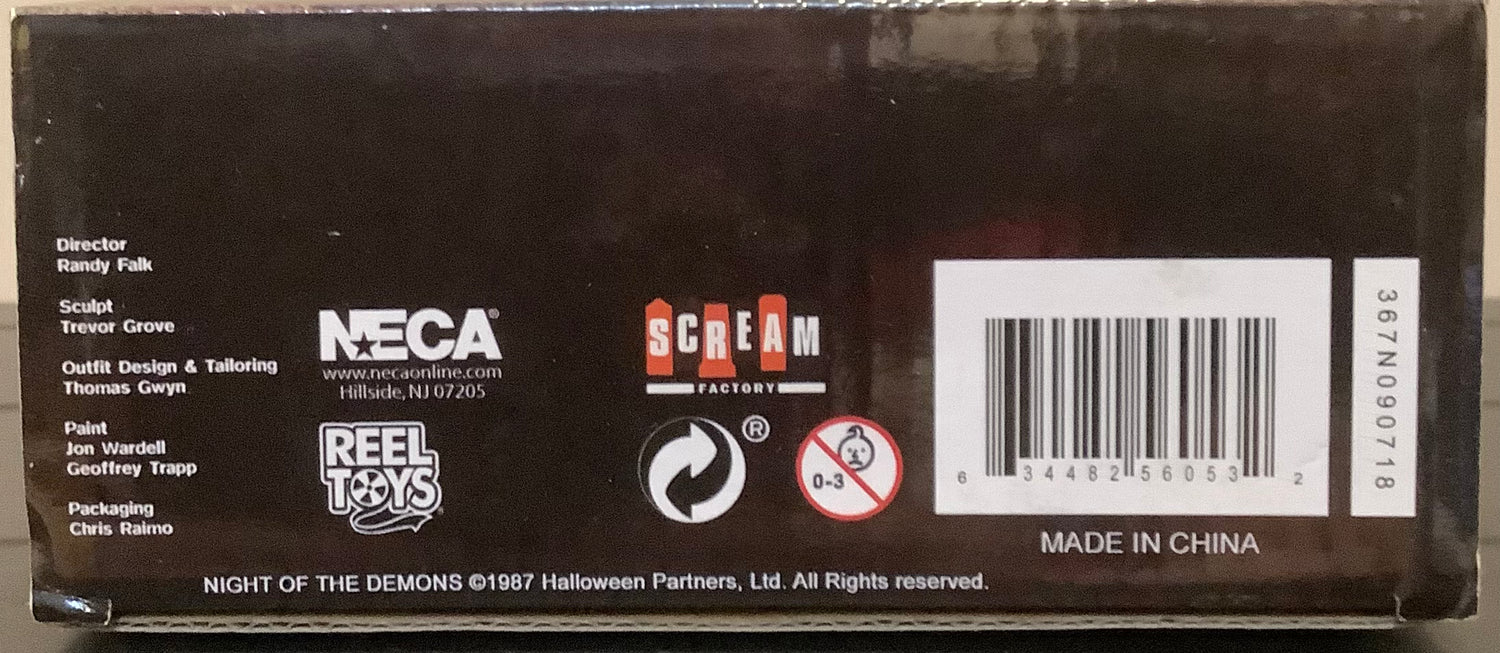 Director
Randy Falk
Sculpt
Trevor Grove
Outfit Design & Tailoring
Thomas Gwyn
Paint
Jon Wardell
Geoffrey Trapp
Packaging
Chris Raimo
NECA®
www.necaonline.com
Hillside, NJ 07205
REEL
TOYS
SCREAM
FACTORY
®
0-3
6 34482 56053 2
367N090718
MADE IN CHINA
NIGHT OF THE DEMONS ©1987 Halloween Partners, Ltd. All Rights reserved.